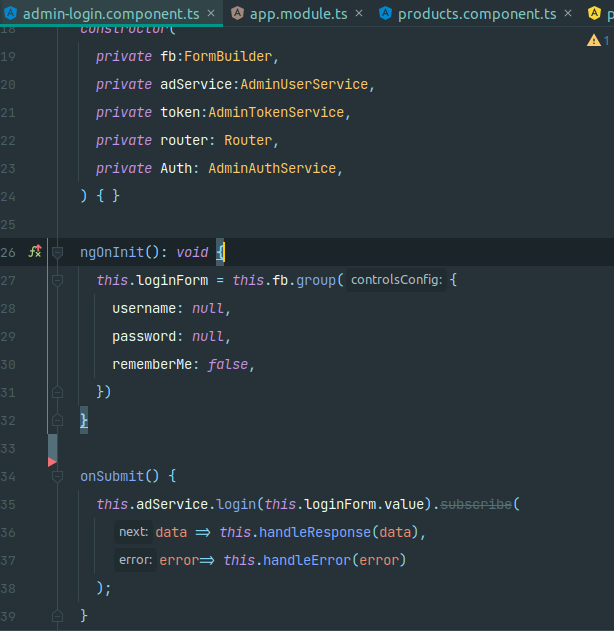 admin-login.component.ts × app.module.ts × products.component.ts ×
18 constructor(
19 private fb:FormBuilder,
20 private adService:AdminUserService,
21 private token:AdminTokenService,
22 private router: Router,
23 private Auth: AdminAuthService,
24 ) { }
25
26 ngOnInit(): void {
27 this.loginForm = this.fb.group( controlsConfig: {
28 username: null,
29 password: null,
30 rememberMe: false,
31 })
32 }
33
34 onSubmit() {
35 this.adService.login(this.loginForm.value).subscribe(
36 next: data => this.handleResponse(data),
37 error: error=> this.handleError(error)
38 );
39 }
1